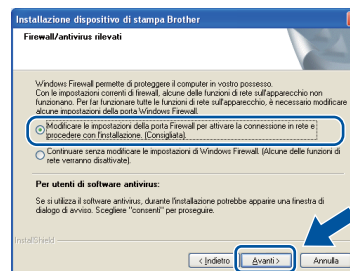 Installazione dispositivo di stampa Brother
Firewall/antivirus rilevati
Windows Firewall permette di proteggere il computer in vostro possesso.
Con le impostazioni correnti di firewall, alcune delle funzioni di rete sull'apparecchio non
funzionano. Per far funzionare tutte le funzioni di rete sull'apparecchio, è necessario modificare
alcune impostazioni della porta Windows Firewall.
Modificare le impostazioni della porta Firewall per attivare la connessione in rete e
procedere con l'installazione. (Consigliata).
Continuare senza modificare le impostazioni di Windows Firewall. (Alcune delle funzioni di
rete verranno disattivate).
Per utenti di software antivirus:
Se si utilizza il software antivirus, durante l'installazione potrebbe apparire una finestra di
dialogo di avviso. Scegliere "consenti" per proseguire.
InstallShield
< Indietro Avanti > Annulla